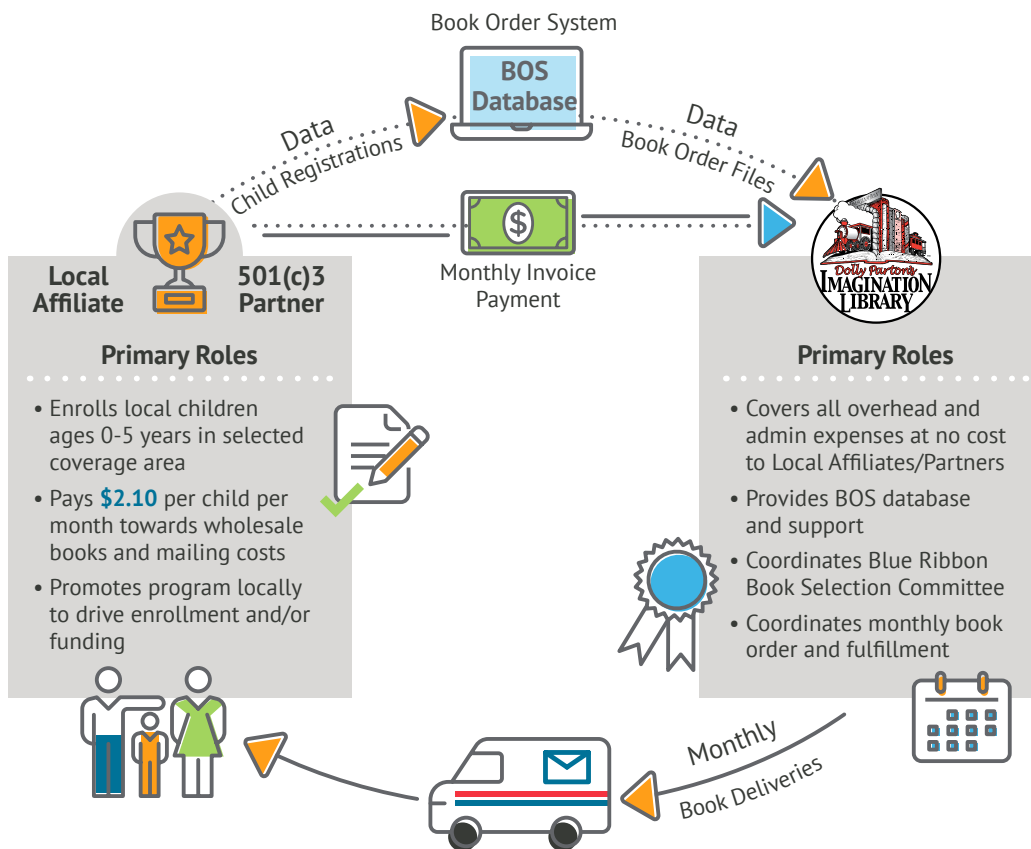 Book Order System
BOS
Database
Data
Child Registrations
Data
Book Order Files
$
Monthly Invoice
Payment
Local
Affiliate
501(c)3
Partner
Dolly Parton's
IMAGINATION
LIBRARY
Primary Roles
• Enrolls local children
ages 0-5 years in selected
coverage area
• Pays $2.10 per child per
month towards wholesale
books and mailing costs
• Promotes program locally
to drive enrollment and/or
funding
Primary Roles
• Covers all overhead and
admin expenses at no cost
to Local Affiliates/Partners
• Provides BOS database
and support
• Coordinates Blue Ribbon
Book Selection Committee
• Coordinates monthly book
order and fulfillment
Monthly
Book Deliveries